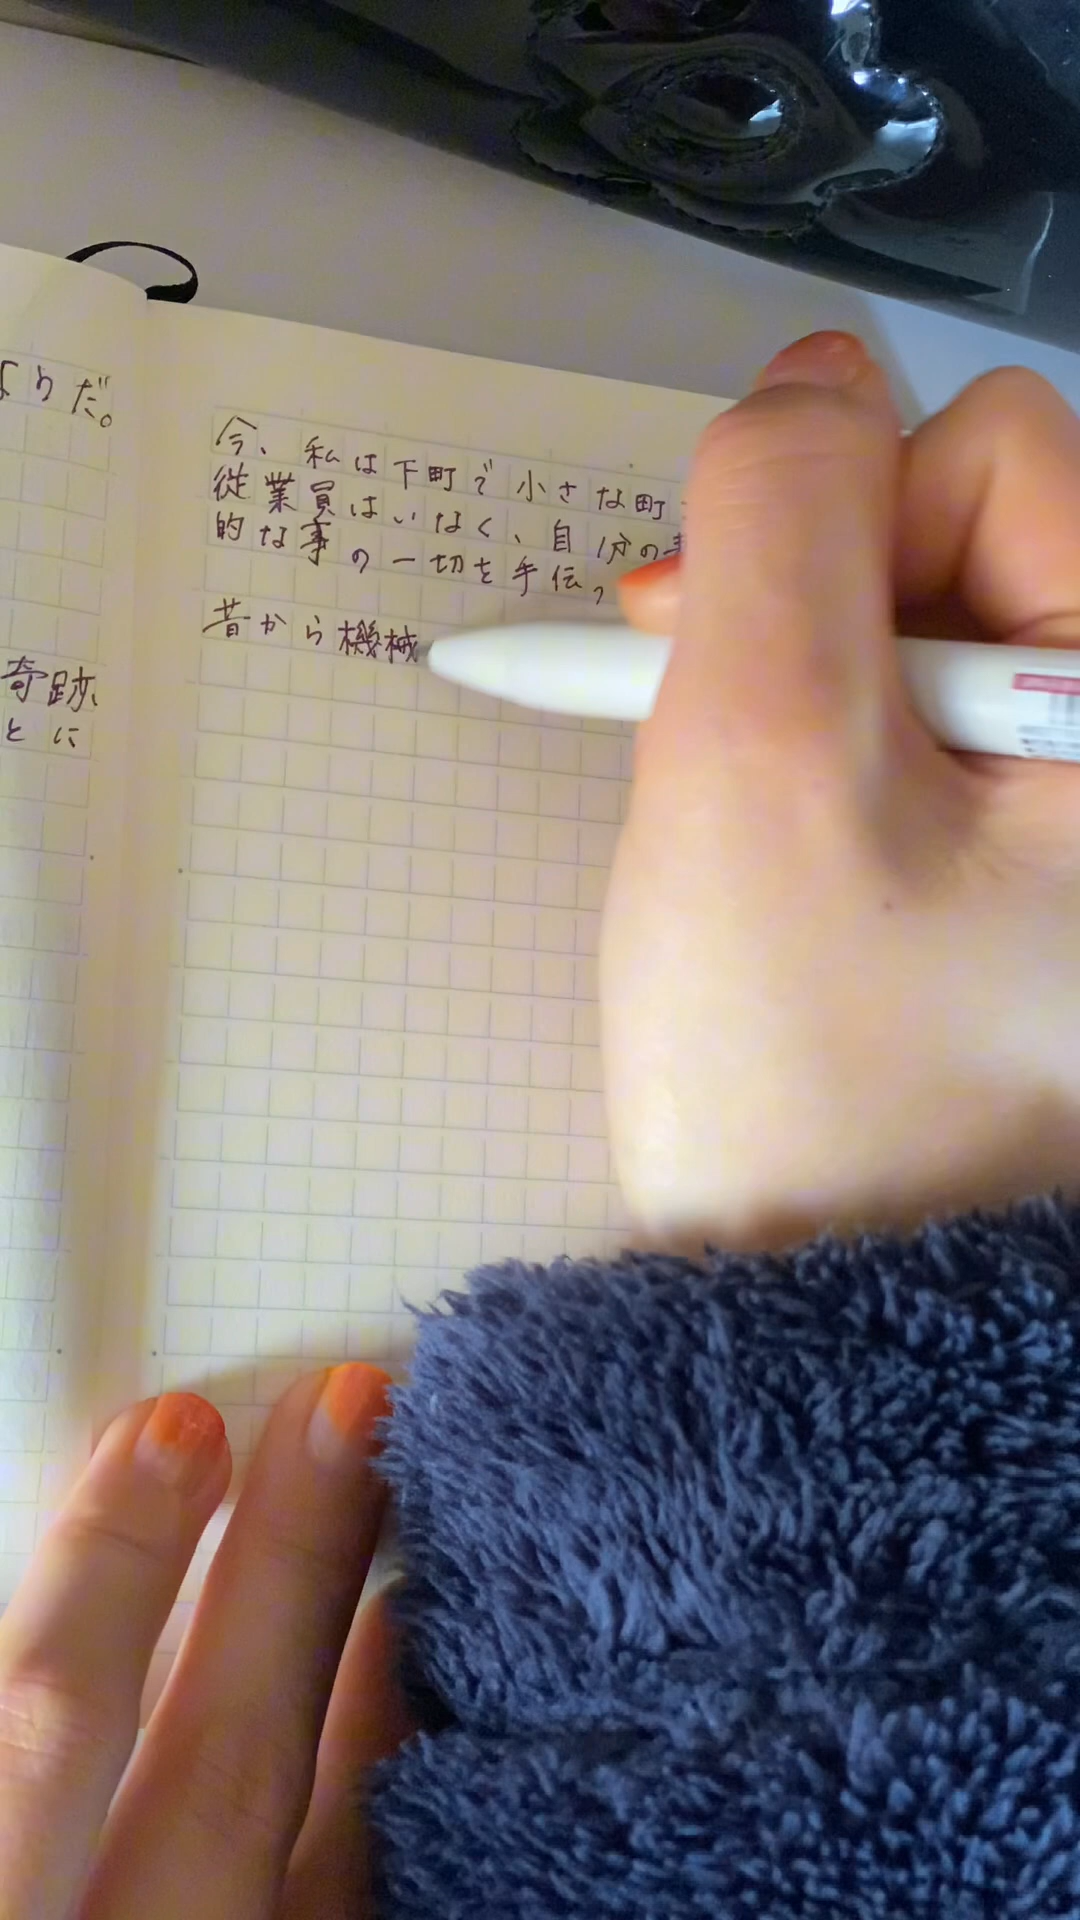 よりだ。
奇跡
とに
今、私は下町で小さな町
従業員はいなく、自分の
的な事の一切を手伝っ
昔から機械